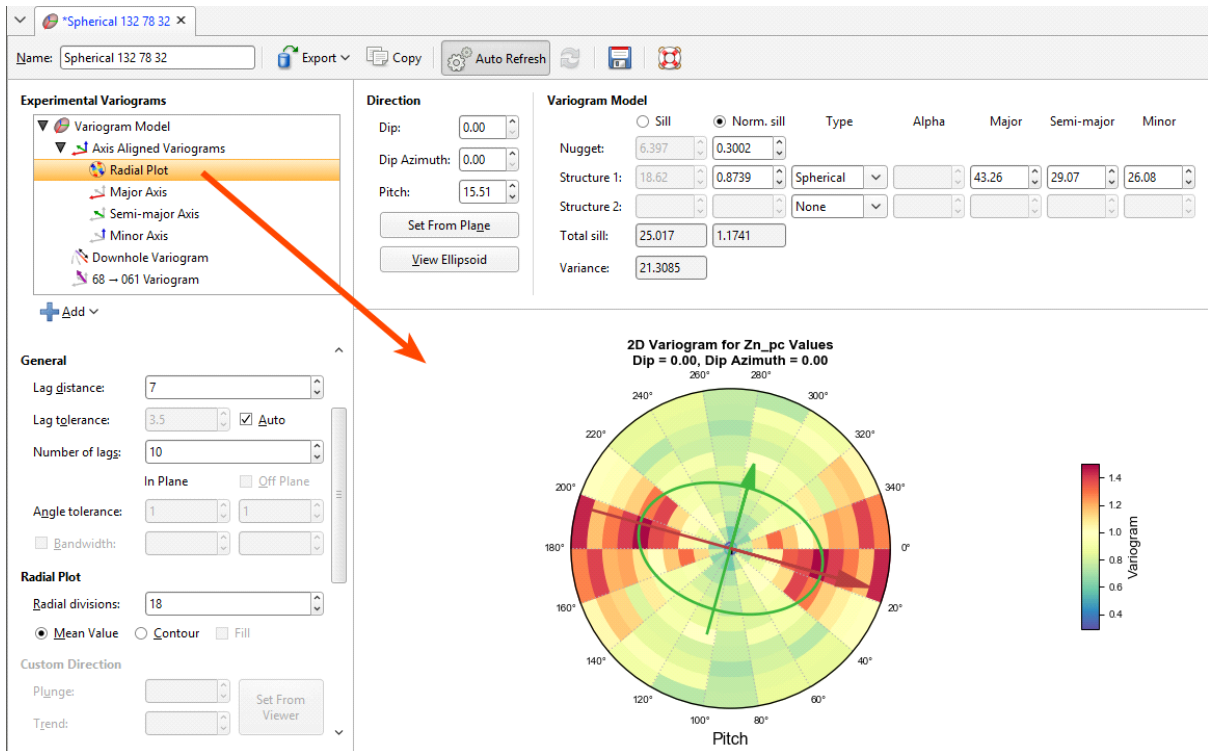 *Spherical 132 78 32
Name: Spherical 132 78 32 Export Copy Auto Refresh
Experimental Variograms
Variogram Model
Axis Aligned Variograms
Radial Plot
Major Axis
Semi-major Axis
Minor Axis
Downhole Variogram
68 → 061 Variogram
Add
Direction
Dip: 0.00
Dip Azimuth: 0.00
Pitch: 15.51
Set From Plane
View Ellipsoid
Variogram Model
Sill Norm. sill Type Alpha Major Semi-major Minor
Nugget: 6.397 0.3002
Structure 1: 18.62 0.8739 Spherical 43.26 29.07 26.08
Structure 2: None
Total sill: 25.017 1.1741
Variance: 21.3085
General
Lag distance: 7
Lag tolerance: 3.5 Auto
Number of lags: 10
In Plane Off Plane
Angle tolerance: 1 1
Bandwidth:
Radial Plot
Radial divisions: 18
Mean Value Contour Fill
Custom Direction
Plunge:
Trend:
Set From
Viewer
2D Variogram for Zn_pc Values
Dip = 0.00, Dip Azimuth = 0.00
260° 280°
240° 300°
220° 320°
200° 340°
180° 0°
160° 20°
140° 40°
120° 60°
100° 80°
Pitch
1.4
1.2
1.0
0.8
0.6
0.4
Variogram